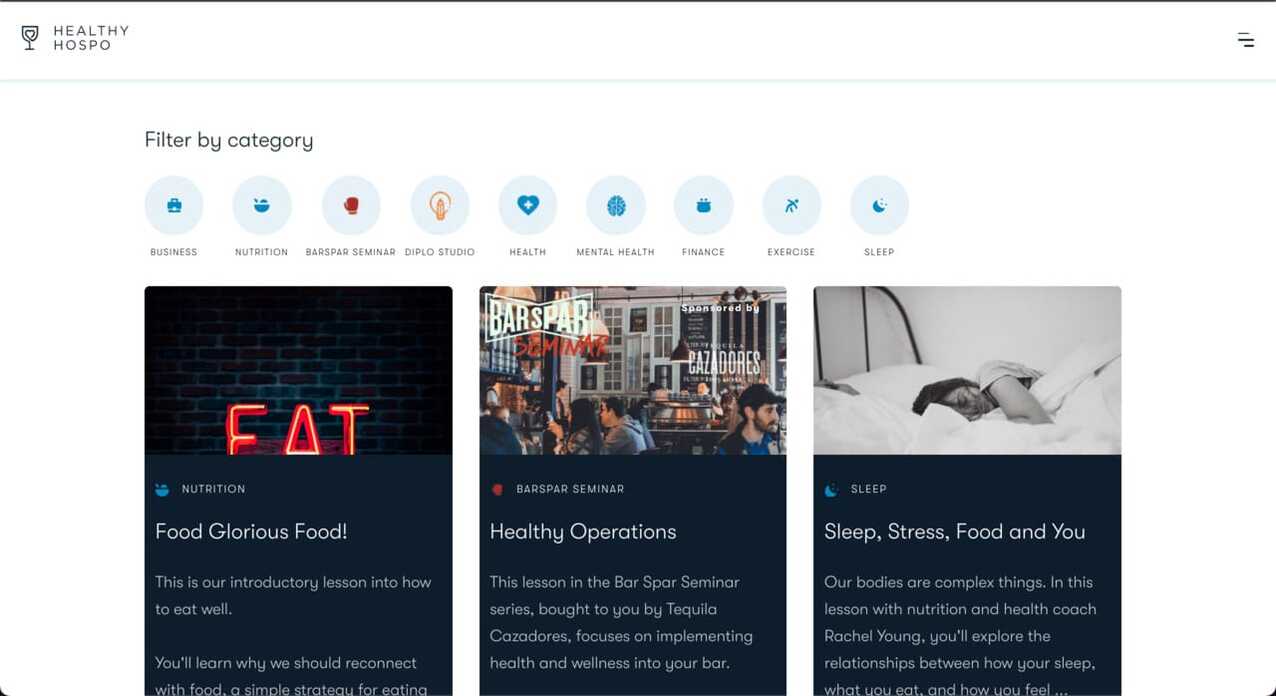 HEALTHY
HOSPO
Filter by category
BUSINESS
NUTRITION
BARSPAR SEMINAR
DIPLO STUDIO
HEALTH
MENTAL HEALTH
FINANCE
EXERCISE
SLEEP
EAT
BARSPAR
SEMINAR
Sponsored by
TEQUILA
CAZADORES
NUTRITION
Food Glorious Food!
This is our introductory lesson into how
to eat well.
You'll learn why we should reconnect
with food, a simple strategy for eating
BARSPAR SEMINAR
Healthy Operations
This lesson in the Bar Spar Seminar
series, bought to you by Tequila
Cazadores, focuses on implementing
health and wellness into your bar.
SLEEP
Sleep, Stress, Food and You
Our bodies are complex things. In this
lesson with nutrition and health coach
Rachel Young, you'll explore the
relationships between how your sleep,
what you eat, and how you feel ...